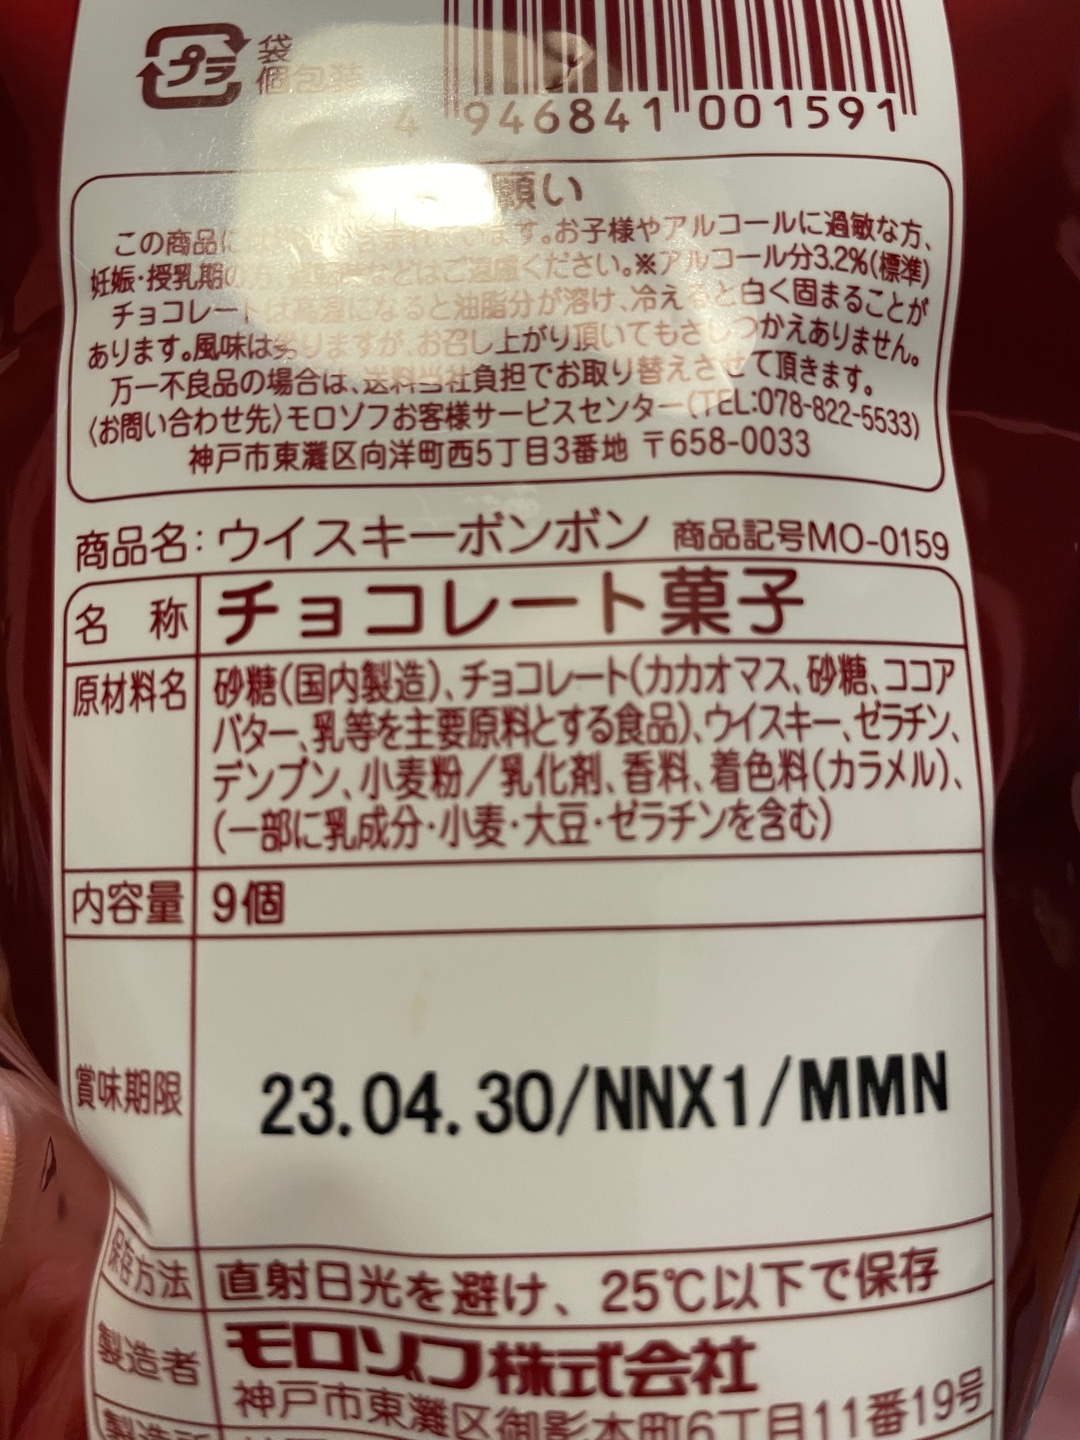 プラ
袋
個包装
4 946841 001591
願い
この商品に ます。お子様やアルコールに過敏な方、
妊娠・授乳期の などはご遠慮ください。※アルコール分3.2%(標準)
チョコレートは高温になると油脂分が溶け、冷えると白く固まることが
あります。風味は劣りますが、お召し上がり頂いてもさしつかえありません。
万一不良品の場合は、送料当社負担でお取り替えさせて頂きます。
〈お問い合わせ先〉モロゾフお客様サービスセンター(TEL:078-822-5533)
神戸市東灘区向洋町西5丁目3番地 〒658-0033
商品名:ウイスキーボンボン 商品記号MO-0159
名 称 チョコレート菓子
原材料名 砂糖(国内製造)、チョコレート(カカオマス、砂糖、ココア
バター、乳等を主要原料とする食品)、ウイスキー、ゼラチン、
デンプン、小麦粉/乳化剤、香料、着色料(カラメル)、
(一部に乳成分・小麦・大豆・ゼラチンを含む)
内容量 9個
賞味期限 23.04.30/NNX1/MMN
保存方法 直射日光を避け、25℃以下で保存
製造者 モロゾフ株式会社
神戸市東灘区御影本町6丁目11番19号
製造所